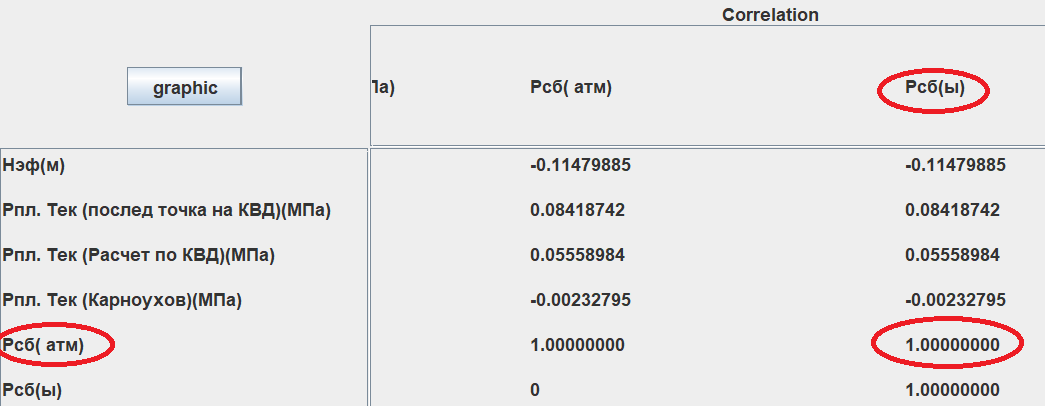 Correlation
graphic
Па) Рсб( атм) Рсб(ы)
Нэф(м) -0.11479885 -0.11479885
Рпл. Тек (послед точка на КВД)(МПа) 0.08418742 0.08418742
Рпл. Тек (Расчет по КВД)(МПа) 0.05558984 0.05558984
Рпл. Тек (Карноухов)(МПа) -0.00232795 -0.00232795
Рсб( атм) 1.00000000 1.00000000
Рсб(ы) 0 1.00000000